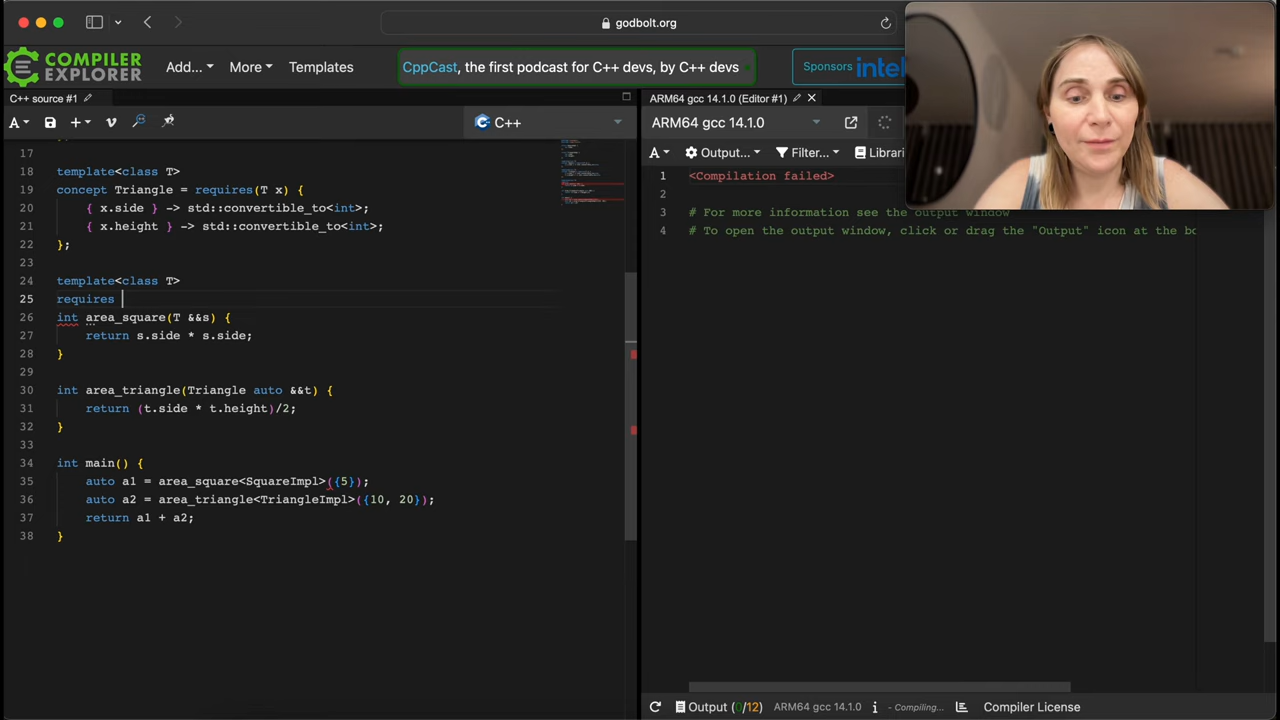 godbolt.org
COMPILER
EXPLORER
Add...
More
Templates
CppCast, the first podcast for C++ devs, by C++ devs
Sponsors
intel
C++ source #1
ARM64 gcc 14.1.0 (Editor #1)
A
C++
ARM64 gcc 14.1.0
A
Output...
Filter...
Librari
17
18 template<class T>
19 concept Triangle = requires(T x) {
20 { x.side } -> std::convertible_to<int>;
21 { x.height } -> std::convertible_to<int>;
22 };
23
24 template<class T>
25 requires
26 int area_square(T &&s) {
27 return s.side * s.side;
28 }
29
30 int area_triangle(Triangle auto &&t) {
31 return (t.side * t.height)/2;
32 }
33
34 int main() {
35 auto a1 = area_square<SquareImpl>({5});
36 auto a2 = area_triangle<TriangleImpl>({10, 20});
37 return a1 + a2;
38 }
1 <Compilation failed>
2
3 # For more information see the output window
4 # To open the output window, click or drag the "Output" icon at the bo
Output (0/12)
ARM64 gcc 14.1.0
i
- Compiling...
Compiler License